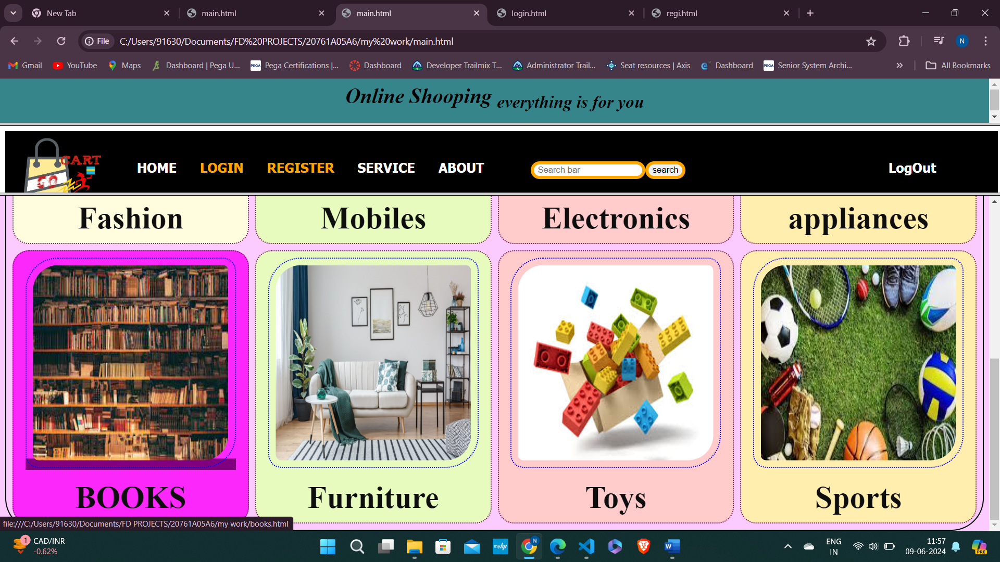 New Tab
main.html
main.html
login.html
regi.html
File
C:/Users/91630/Documents/FD%20PROJECTS/20761A05A6/my%20work/main.html
N
Gmail
YouTube
Maps
Dashboard | Pega U...
PEGA
Pega Certifications |...
Dashboard
Developer Trailmix T...
Administrator Trail...
Seat resources | Axis
Dashboard
PEGA
Senior System Archi...
All Bookmarks
Online Shooping everything is for you
CART
GO
HOME
LOGIN
REGISTER
SERVICE
ABOUT
Search bar
search
LogOut
Fashion
Mobiles
Electronics
appliances
BOOKS
Furniture
Toys
Sports
file:///C:/Users/91630/Documents/FD PROJECTS/20761A05A6/my work/books.html
1
CAD/INR
-0.62%
myhp
N
W
ENG
IN
11:57
09-06-2024
PRE